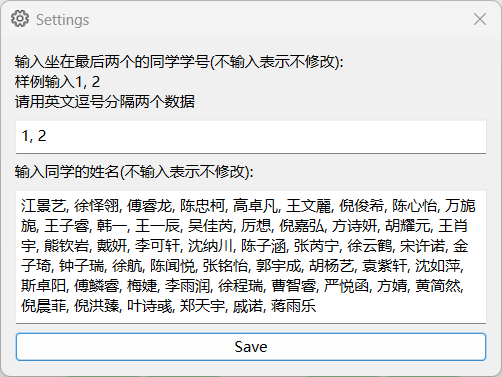 Settings
输入坐在最后两个的同学学号(不输入表示不修改):
样例输入1, 2
请用英文逗号分隔两个数据
1, 2
输入同学的姓名(不输入表示不修改):
江景艺, 徐怿翎, 傅睿龙, 陈忠柯, 高卓凡, 王文麗, 倪俊希, 陈心怡, 万旎
旎, 王子睿, 韩一, 王一辰, 吴佳芮, 厉想, 倪嘉弘, 方诗妍, 胡耀元, 王肖
宇, 熊钦岩, 戴妍, 李可轩, 沈纳川, 陈子涵, 张芮宁, 徐云鹤, 宋许诺, 金
子琦, 钟子瑞, 徐航, 陈闻悦, 张铭怡, 郭宇成, 胡杨艺, 袁紫轩, 沈如萍,
斯卓阳, 傅鳞睿, 梅婕, 李雨润, 徐程瑞, 曹智睿, 严悦函, 方婧, 黄简然,
倪晨菲, 倪洪臻, 叶诗彧, 郑天宇, 戚诺, 蒋雨乐
Save